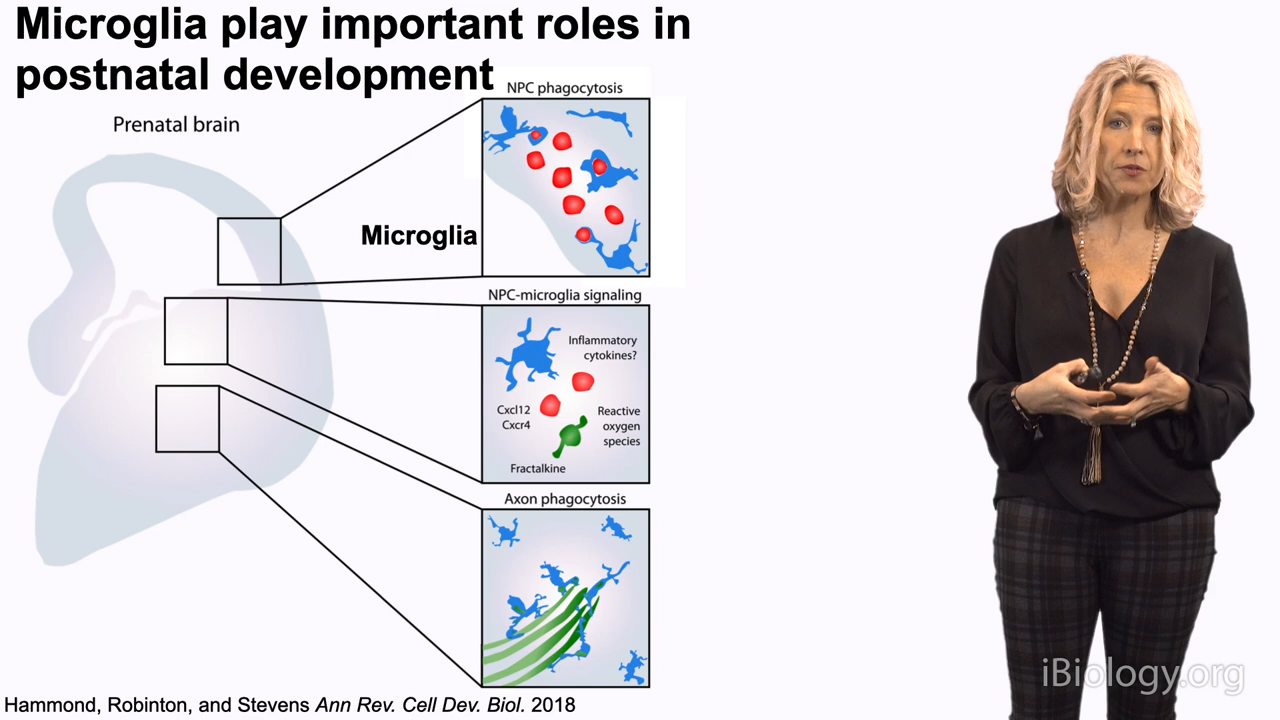 Microglia play important roles in
postnatal development
Prenatal brain
NPC phagocytosis
Microglia
NPC-microglia signaling
Inflammatory
cytokines?
Cxcl12
Cxcr4
Reactive
oxygen
species
Fractalkine
Axon phagocytosis
Hammond, Robinton, and Stevens Ann Rev. Cell Dev. Biol. 2018
iBiology.org